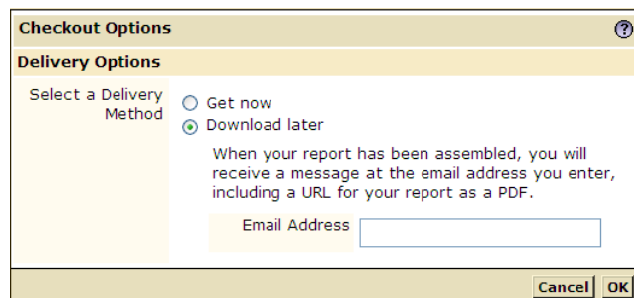 Checkout Options ?
Delivery Options
Select a Delivery
Method
Get now
Download later
When your report has been assembled, you will
receive a message at the email address you enter,
including a URL for your report as a PDF.
Email Address
Cancel OK